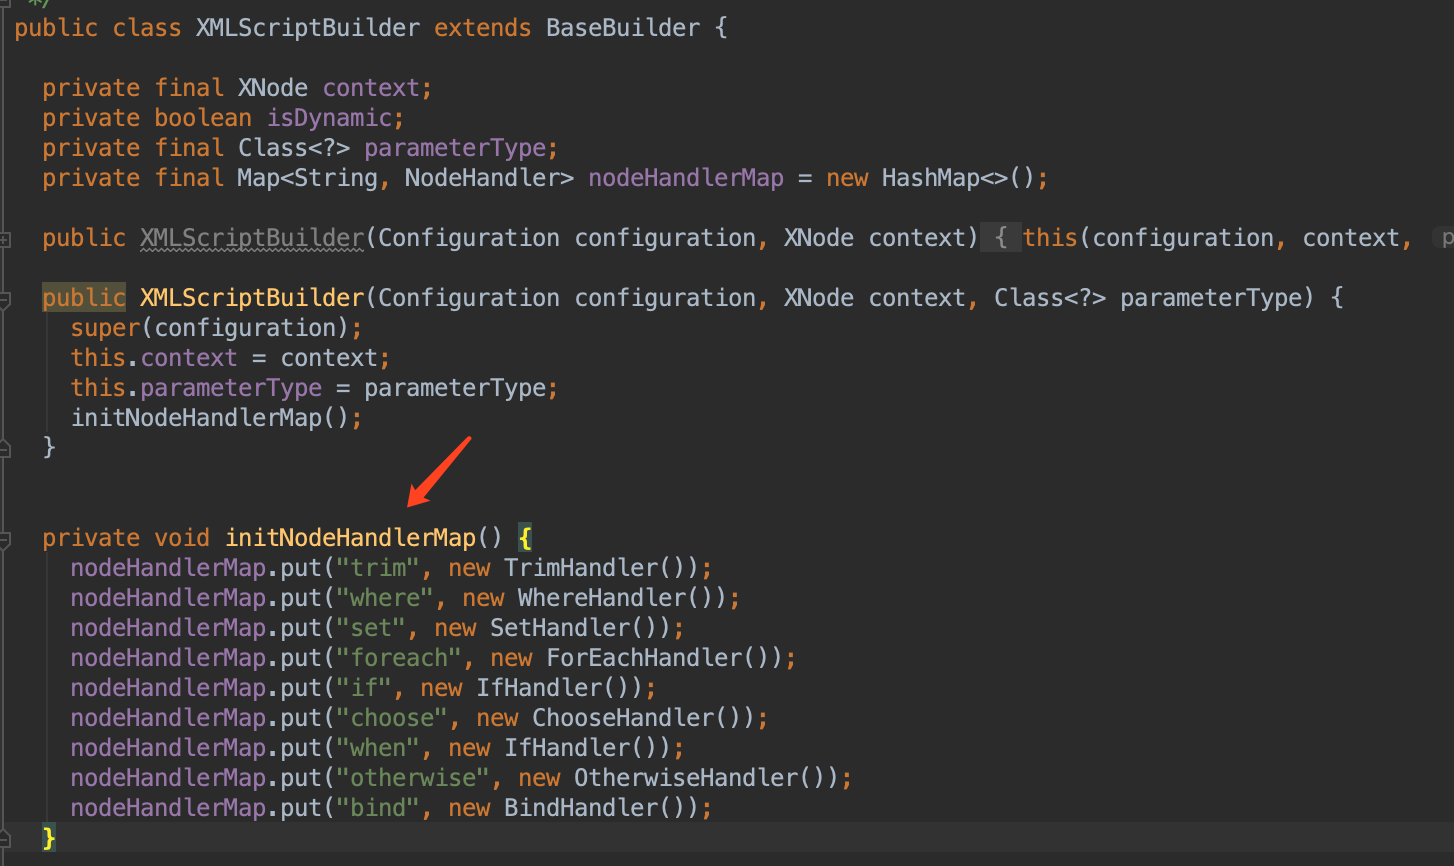 */
public class XMLScriptBuilder extends BaseBuilder {
private final XNode context;
private boolean isDynamic;
private final Class<?> parameterType;
private final Map<String, NodeHandler> nodeHandlerMap = new HashMap<>();
public XMLScriptBuilder(Configuration configuration, XNode context) { this(configuration, context, p
public XMLScriptBuilder(Configuration configuration, XNode context, Class<?> parameterType) {
super(configuration);
this.context = context;
this.parameterType = parameterType;
initNodeHandlerMap();
}
private void initNodeHandlerMap() {
nodeHandlerMap.put("trim", new TrimHandler());
nodeHandlerMap.put("where", new WhereHandler());
nodeHandlerMap.put("set", new SetHandler());
nodeHandlerMap.put("foreach", new ForEachHandler());
nodeHandlerMap.put("if", new IfHandler());
nodeHandlerMap.put("choose", new ChooseHandler());
nodeHandlerMap.put("when", new IfHandler());
nodeHandlerMap.put("otherwise", new OtherwiseHandler());
nodeHandlerMap.put("bind", new BindHandler());
}